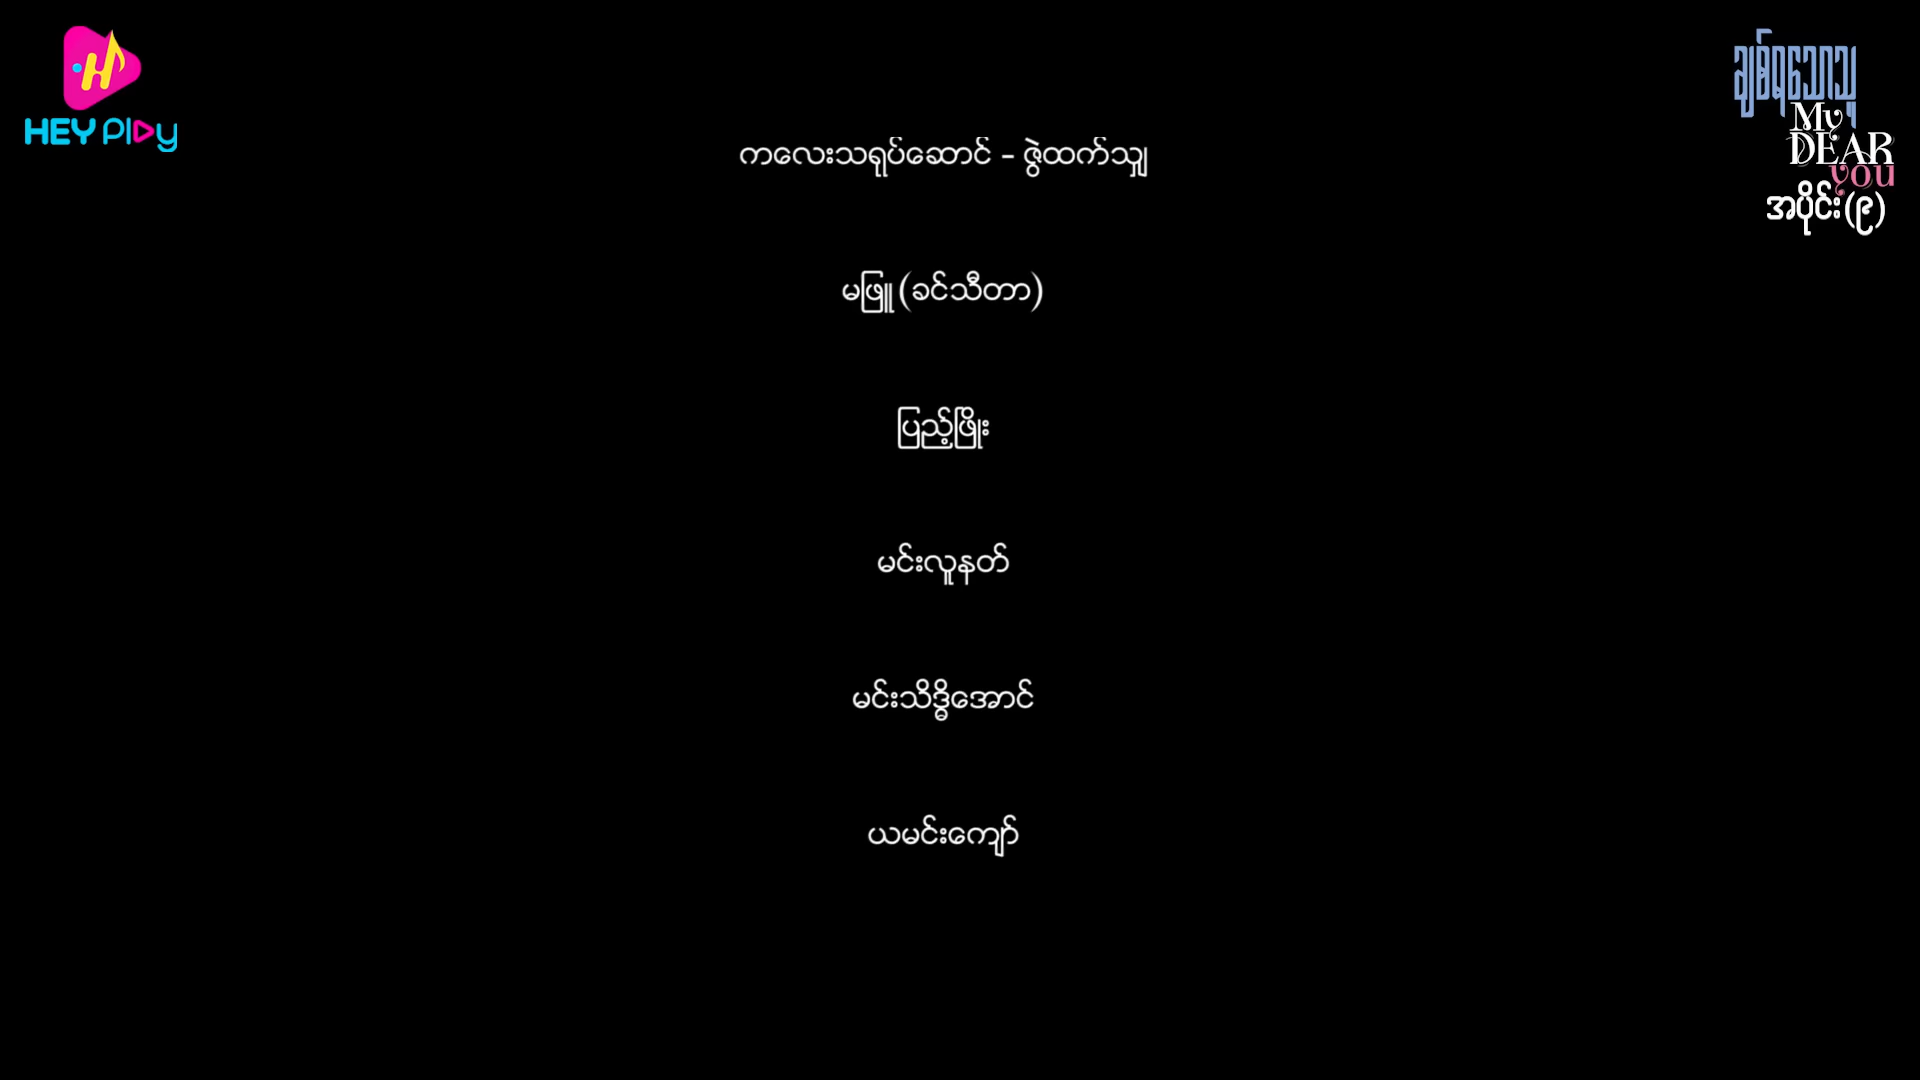 HEY Play
ချစ်ရသောသူ
My
DEAR
you
အပိုင်း(၉)
ကလေးသရုပ်ဆောင် - ဇွဲထက်သျှ
မဖြူ (ခင်သီတာ)
ပြည့်ဖြိုး
မင်းလူနတ်
မင်းသိဒ္ဓိအောင်
ယမင်းကျော်